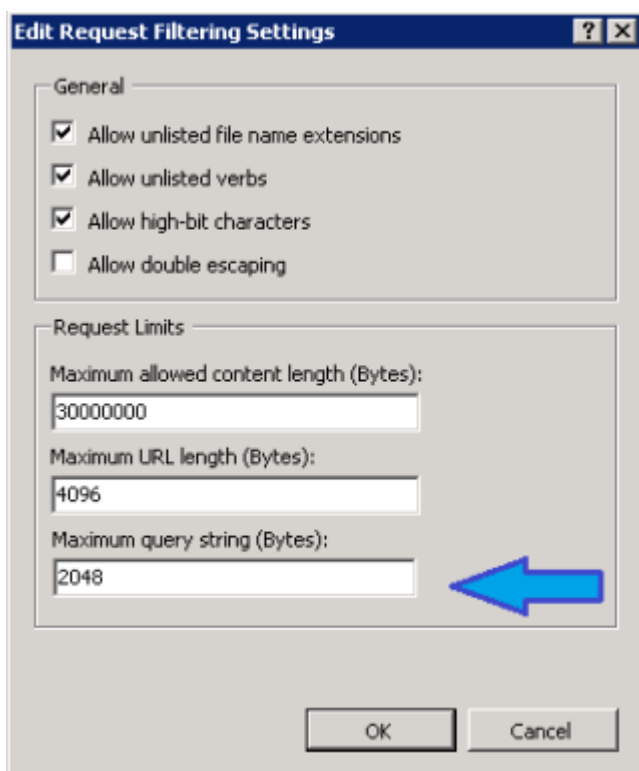 Edit Request Filtering Settings
General
Allow unlisted file name extensions
Allow unlisted verbs
Allow high-bit characters
Allow double escaping
Request Limits
Maximum allowed content length (Bytes):
30000000
Maximum URL length (Bytes):
4096
Maximum query string (Bytes):
2048
OK Cancel